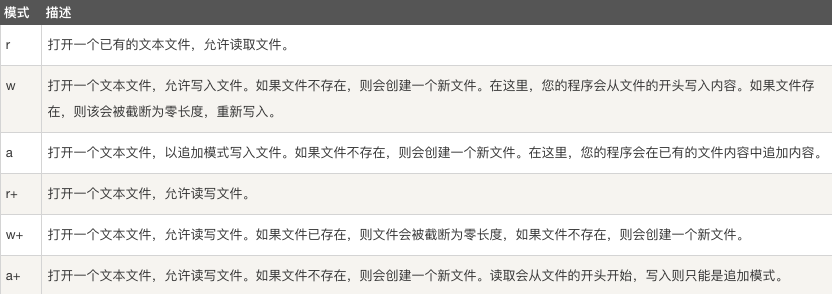 模式 描述
r 打开一个已有的文本文件，允许读取文件。
w 打开一个文本文件，允许写入文件。如果文件不存在，则会创建一个新文件。在这里，您的程序会从文件的开头写入内容。如果文件存
在，则该会被截断为零长度，重新写入。
a 打开一个文本文件，以追加模式写入文件。如果文件不存在，则会创建一个新文件。在这里，您的程序会在已有的文件内容中追加内容。
r+ 打开一个文本文件，允许读写文件。
w+ 打开一个文本文件，允许读写文件。如果文件已存在，则文件会被截断为零长度，如果文件不存在，则会创建一个新文件。
a+ 打开一个文本文件，允许读写文件。如果文件不存在，则会创建一个新文件。读取会从文件的开头开始，写入则只能是追加模式。